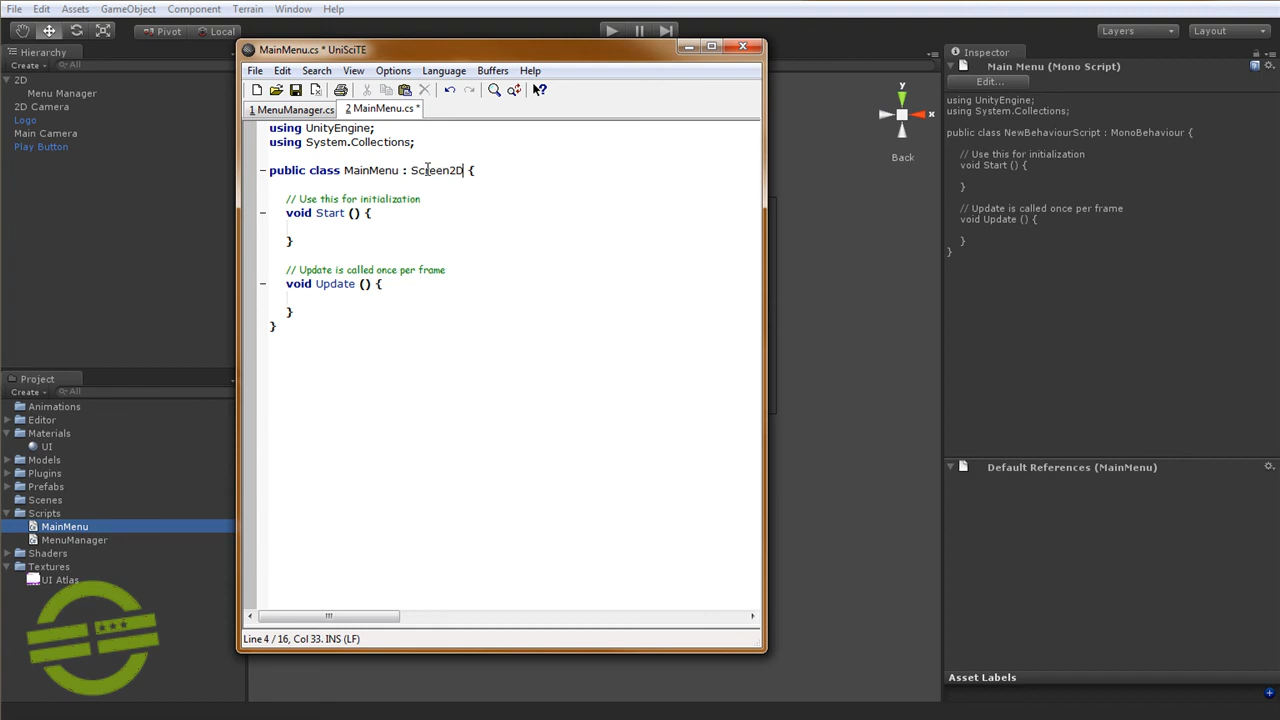 File Edit Assets GameObject Component Terrain Window Help
Pivot Local Layers Layout
Hierarchy
Create All
2D
Menu Manager
2D Camera
Logo
Main Camera
Play Button
Project
Create All
Animations
Editor
Materials
UI
Models
Plugins
Prefabs
Scenes
Scripts
MainMenu
MenuManager
Shaders
Textures
UI Atlas
MainMenu.cs * UniSciTE
File Edit Search View Options Language Buffers Help
1 MenuManager.cs 2 MainMenu.cs *
using UnityEngine;
using System.Collections;
public class MainMenu : Screen2D {
// Use this for initialization
void Start () {
}
// Update is called once per frame
void Update () {
}
}
Line 4 / 16, Col 33. INS (LF)
y
x
Back
Inspector
Main Menu (Mono Script)
Edit...
using UnityEngine;
using System.Collections;
public class NewBehaviourScript : MonoBehaviour {
// Use this for initialization
void Start () {
}
// Update is called once per frame
void Update () {
}
}
Default References (MainMenu)
Asset Labels